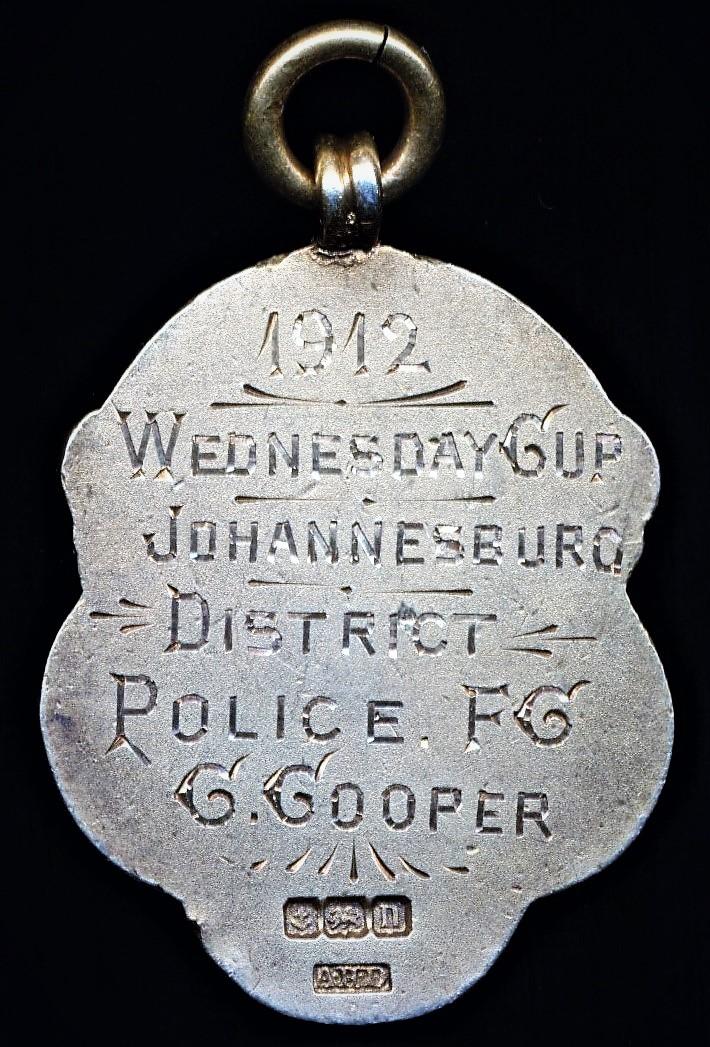 1912
WEDNESDAY CUP
JOHANNESBURG
DISTRICT
POLICE. FC
C. COOPER